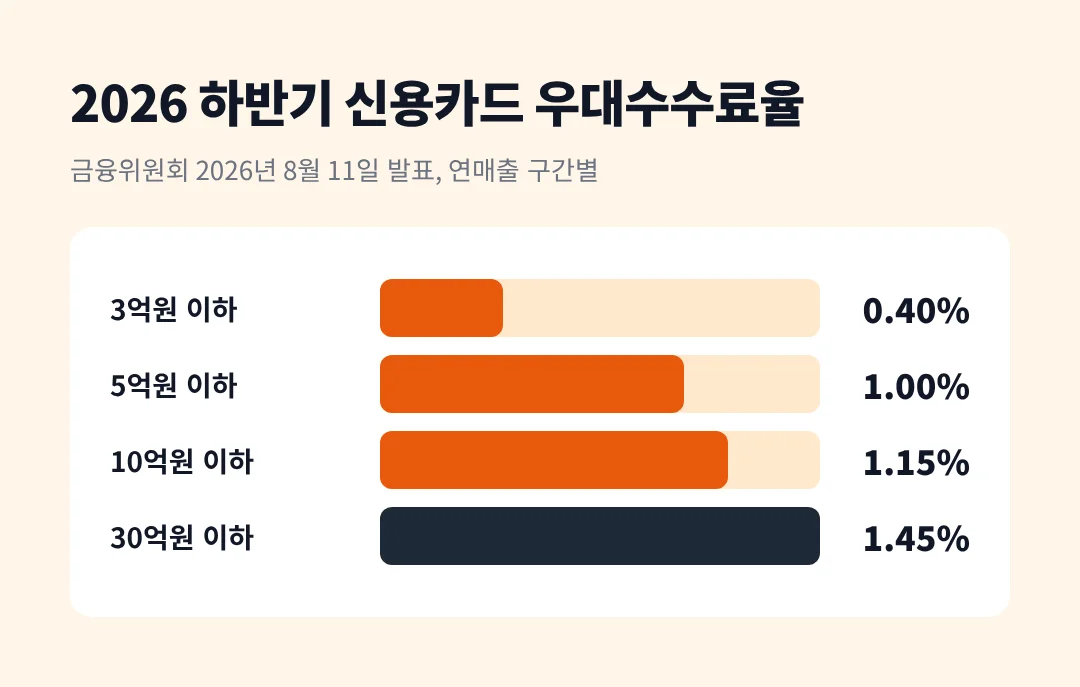 2026 하반기 신용카드 우대수수료율
금융위원회 2026년 8월 11일 발표, 연매출 구간별
3억원 이하 0.40%
5억원 이하 1.00%
10억원 이하 1.15%
30억원 이하 1.45%